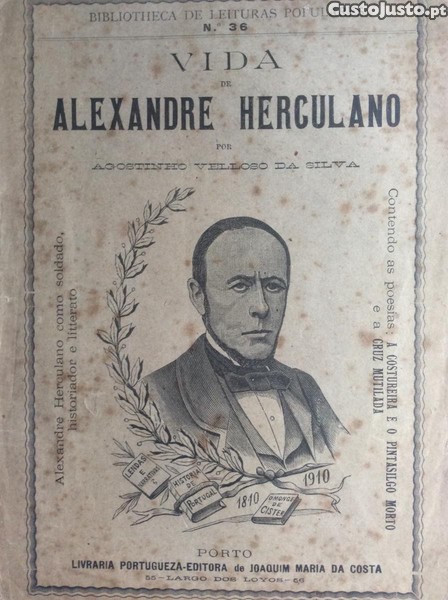 CustoJusto.pt
BIBLIOTHECA DE LEITURAS POPUL
N.º 36
VIDA
DE
ALEXANDRE HERCULANO
POR
AGOSTINHO VELLOSO DA SILVA
Alexandre Herculano como soldado,
historiador e litterato
Contendo as poesias: A COSTUREIRA E O PINTASILGO MORTO
e a CRUZ MUTILADA
LENDAS
E
HISTORIA
DE
PORTUGAL
1810
1910
O MONGE
DE
CISTER
PORTO
LIVRARIA PORTUGUEZA-EDITORA de JOAQUIM MARIA DA COSTA
55—LARGO DOS LOYOS—56